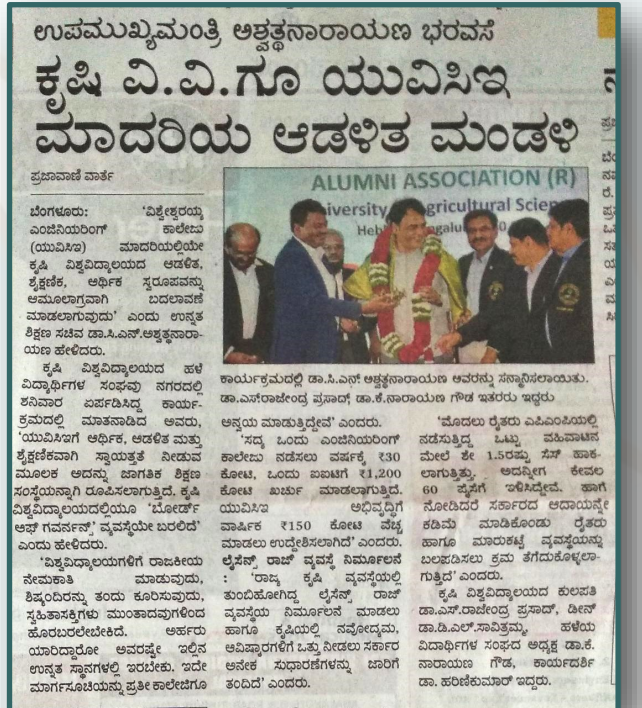 ಉಪಮುಖ್ಯಮಂತ್ರಿ ಅಶ್ವತ್ಥನಾರಾಯಣ ಭರವಸೆ
ಕೃಷಿ ವಿ.ವಿ.ಗೂ ಯುವಿಸಿಇ
ಮಾದರಿಯ ಆಡಳಿತ ಮಂಡಳಿ
ಪ್ರಜಾವಾಣಿ ವಾರ್ತೆ
ಬೆಂಗಳೂರು: 'ವಿಶ್ವೇಶ್ವರಯ್ಯ
ಎಂಜಿನಿಯರಿಂಗ್ ಕಾಲೇಜು
(ಯುವಿಸಿಇ) ಮಾದರಿಯಲ್ಲಿಯೇ
ಕೃಷಿ ವಿಶ್ವವಿದ್ಯಾಲಯದ ಆಡಳಿತ,
ಶೈಕ್ಷಣಿಕ, ಆರ್ಥಿಕ ಸ್ವರೂಪವನ್ನು
ಆಮೂಲಾಗ್ರವಾಗಿ ಬದಲಾವಣೆ
ಮಾಡಲಾಗುವುದು' ಎಂದು ಉನ್ನತ
ಶಿಕ್ಷಣ ಸಚಿವ ಡಾ.ಸಿ.ಎನ್.ಅಶ್ವತ್ಥನಾರಾ-
ಯಣ ಹೇಳಿದರು.
ಕೃಷಿ ವಿಶ್ವವಿದ್ಯಾಲಯದ ಹಳೆ
ವಿದ್ಯಾರ್ಥಿಗಳ ಸಂಘವು ನಗರದಲ್ಲಿ
ಶನಿವಾರ ಏರ್ಪಡಿಸಿದ್ದ ಕಾರ್ಯ-
ಕ್ರಮದಲ್ಲಿ ಮಾತನಾಡಿದ ಅವರು,
'ಯುವಿಸಿಇಗೆ ಆರ್ಥಿಕ, ಆಡಳಿತ ಮತ್ತು
ಶೈಕ್ಷಣಿಕವಾಗಿ ಸ್ವಾಯತ್ತತೆ ನೀಡುವ
ಮೂಲಕ ಅದನ್ನು ಜಾಗತಿಕ ಶಿಕ್ಷಣ
ಸಂಸ್ಥೆಯನ್ನಾಗಿ ರೂಪಿಸಲಾಗುತ್ತಿದೆ. ಕೃಷಿ
ವಿಶ್ವವಿದ್ಯಾಲಯದಲ್ಲಿಯೂ 'ಬೋರ್ಡ್
ಆಫ್ ಗವರ್ನರ್ಸ್' ವ್ಯವಸ್ಥೆಯೇ ಬರಲಿದೆ'
ಎಂದು ಹೇಳಿದರು.
'ವಿಶ್ವವಿದ್ಯಾಲಯಗಳಿಗೆ ರಾಜಕೀಯ
ನೇಮಕಾತಿ ಮಾಡುವುದು,
ಶಿಷ್ಯಂದಿರನ್ನು ತಂದು ಕೂರಿಸುವುದು,
ಸ್ವಹಿತಾಸಕ್ತಿಗಳು ಮುಂತಾದವುಗಳಿಂದ
ಹೊರಬರಲೇಬೇಕಿದೆ. ಅರ್ಹರು
ಯಾರಿದ್ದಾರೋ ಅವರಷ್ಟೇ ಇಲ್ಲಿನ
ಉನ್ನತ ಸ್ಥಾನಗಳಲ್ಲಿ ಇರಬೇಕು. ಇದೇ
ಮಾರ್ಗಸೂಚಿಯನ್ನು ಪ್ರತೀ ಕಾಲೇಜಿಗೂ
ALUMNI ASSOCIATION (R)
iversity Agricultural Scien
ಕಾರ್ಯಕ್ರಮದಲ್ಲಿ ಡಾ.ಸಿ.ಎನ್ ಅಶ್ವತ್ಥನಾರಾಯಣ ಅವರನ್ನು ಸನ್ಮಾನಿಸಲಾಯಿತು.
ಡಾ.ಎಸ್‌ರಾಜೇಂದ್ರ ಪ್ರಸಾದ್, ಡಾ.ಕೆ.ನಾರಾಯಣ ಗೌಡ ಇತರರು ಇದ್ದರು
ಅನ್ವಯ ಮಾಡುತ್ತಿದ್ದೇವೆ' ಎಂದರು.
'ಸದ್ಯ ಒಂದು ಎಂಜಿನಿಯರಿಂಗ್
ಕಾಲೇಜು ನಡೆಸಲು ವರ್ಷಕ್ಕೆ ₹30
ಕೋಟಿ, ಒಂದು ಐಐಟಿಗೆ ₹1,200
ಕೋಟಿ ಖರ್ಚು ಮಾಡಲಾಗುತ್ತಿದೆ.
ಯುವಿಸಿಇ ಅಭಿವೃದ್ಧಿಗೆ
ವಾರ್ಷಿಕ ₹150 ಕೋಟಿ ವೆಚ್ಚ
ಮಾಡಲು ಉದ್ದೇಶಿಸಲಾಗಿದೆ' ಎಂದರು.
ಲೈಸೆನ್ಸ್ ರಾಜ್ ವ್ಯವಸ್ಥೆ ನಿರ್ಮೂಲನೆ
: 'ರಾಜ್ಯ ಕೃಷಿ ವ್ಯವಸ್ಥೆಯಲ್ಲಿ
ತುಂಬಿಹೋಗಿದ್ದ ಲೈಸೆನ್ಸ್ ರಾಜ್
ವ್ಯವಸ್ಥೆಯ ನಿರ್ಮೂಲನೆ ಮಾಡಲು
ಹಾಗೂ ಕೃಷಿಯಲ್ಲಿ ನವೋದ್ಯಮ,
ಆವಿಷ್ಕಾರಗಳಿಗೆ ಒತ್ತು ನೀಡಲು ಸರ್ಕಾರ
ಅನೇಕ ಸುಧಾರಣೆಗಳನ್ನು ಜಾರಿಗೆ
ತಂದಿದೆ' ಎಂದರು.
'ಮೊದಲು ರೈತರು ಎಪಿಎಂಪಿಯಲ್ಲಿ
ನಡೆಸುತ್ತಿದ್ದ ಒಟ್ಟು ವಹಿವಾಟಿನ
ಮೇಲೆ ಶೇ 1.5ರಷ್ಟು ಸೆಸ್ ಹಾಕ-
ಲಾಗುತ್ತಿತ್ತು. ಅದನ್ನೀಗ ಕೇವಲ
60 ಪೈಸೆಗೆ ಇಳಿಸಿದ್ದೇವೆ. ಹಾಗೆ
ನೋಡಿದರೆ ಸರ್ಕಾರದ ಆದಾಯನ್ನೇ
ಕಡಿಮೆ ಮಾಡಿಕೊಂಡು ರೈತರು
ಹಾಗೂ ಮಾರುಕಟ್ಟೆ ವ್ಯವಸ್ಥೆಯನ್ನು
ಬಲಪಡಿಸಲು ಕ್ರಮ ತೆಗೆದುಕೊಳ್ಳಲಾ-
ಗುತ್ತಿದೆ' ಎಂದರು.
ಕೃಷಿ ವಿಶ್ವವಿದ್ಯಾಲಯದ ಕುಲಪತಿ
ಡಾ.ಎಸ್.ರಾಜೇಂದ್ರ ಪ್ರಸಾದ್, ಡೀನ್
ಡಾ.ಡಿ.ಎಲ್.ಸಾವಿತ್ರಮ್ಮ, ಹಳೆಯ
ವಿದ್ಯಾರ್ಥಿಗಳ ಸಂಘದ ಅಧ್ಯಕ್ಷ ಡಾ.ಕೆ.
ನಾರಾಯಣ ಗೌಡ, ಕಾರ್ಯದರ್ಶಿ
ಡಾ. ಹರಿಣಿಕುಮಾರ್ ಇದ್ದರು.